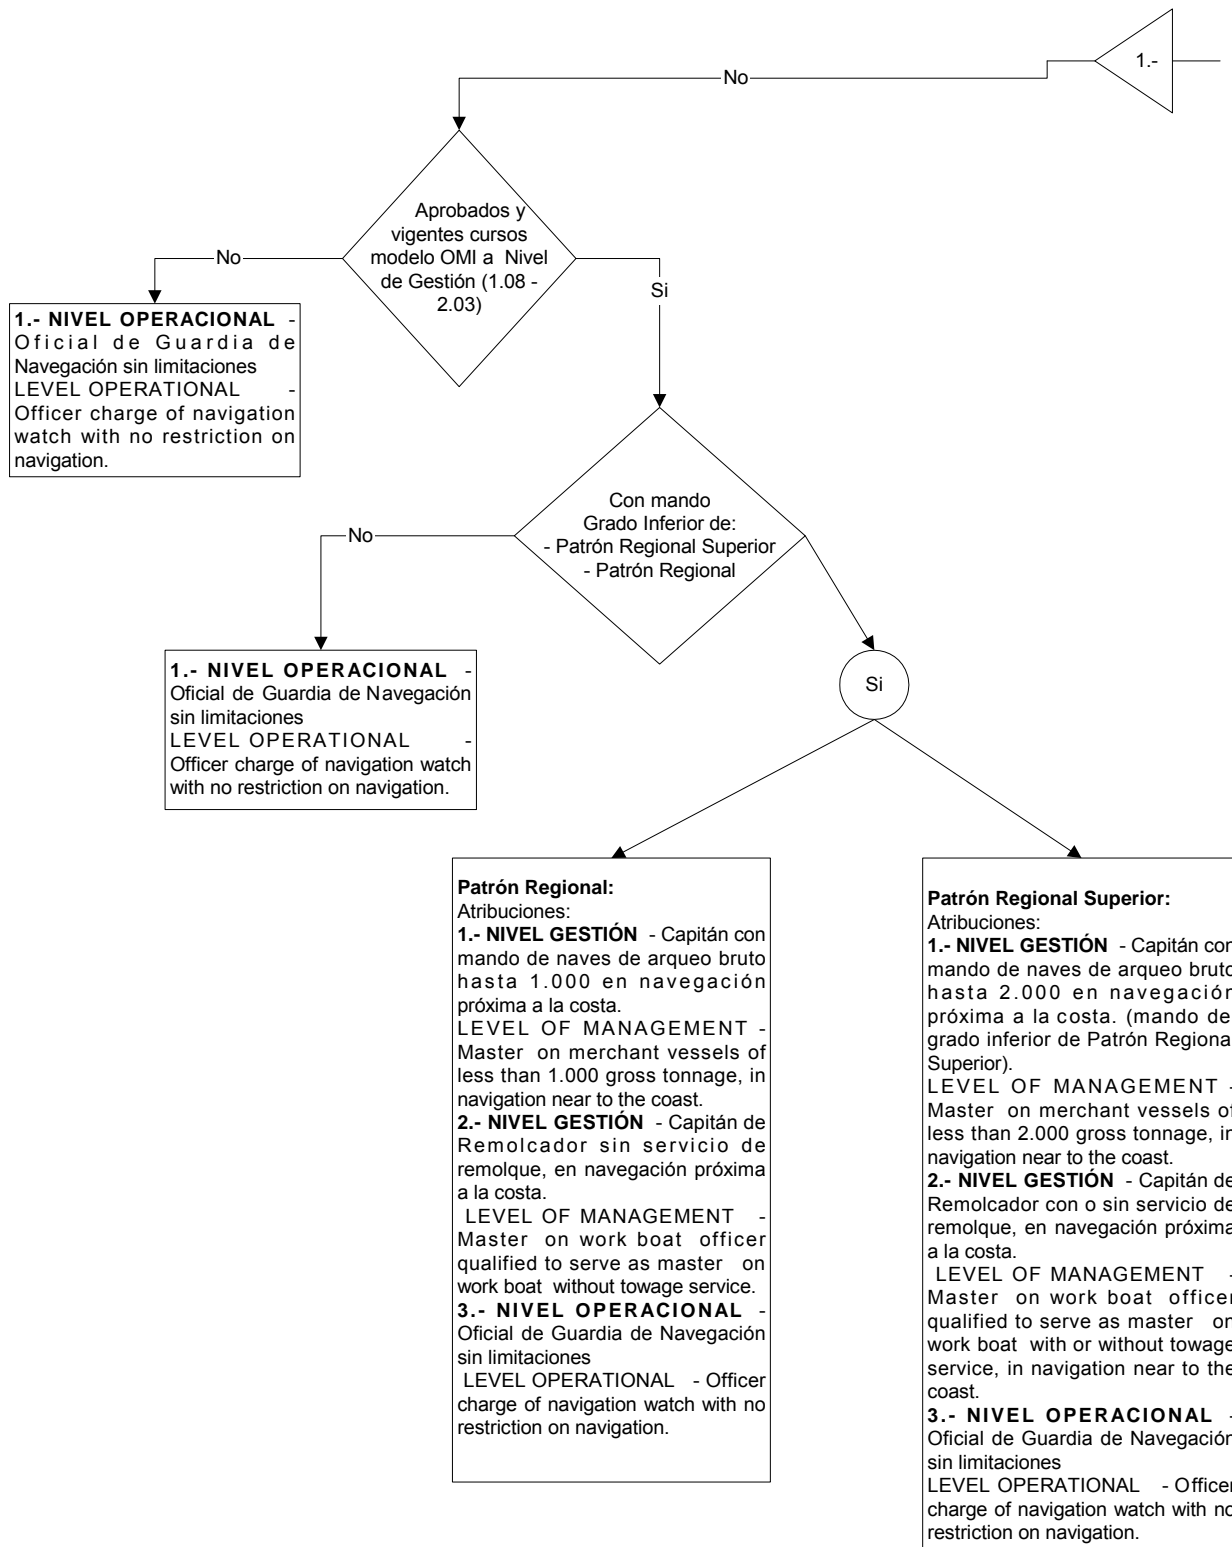 1.-
No
Aprobados y
vigentes cursos
modelo OMI a Nivel
de Gestión (1.08 -
2.03)
No
Si
1.- NIVEL OPERACIONAL -
Oficial de Guardia de
Navegación sin limitaciones
LEVEL OPERATIONAL -
Officer charge of navigation
watch with no restriction on
navigation.
Con mando
Grado Inferior de:
- Patrón Regional Superior
- Patrón Regional
No
1.- NIVEL OPERACIONAL -
Oficial de Guardia de Navegación
sin limitaciones
LEVEL OPERATIONAL -
Officer charge of navigation watch
with no restriction on navigation.
Si
Patrón Regional:
Atribuciones:
1.- NIVEL GESTIÓN - Capitán con
mando de naves de arqueo bruto
hasta 1.000 en navegación
próxima a la costa.
LEVEL OF MANAGEMENT -
Master on merchant vessels of
less than 1.000 gross tonnage, in
navigation near to the coast.
2.- NIVEL GESTIÓN - Capitán de
Remolcador sin servicio de
remolque, en navegación próxima
a la costa.
LEVEL OF MANAGEMENT -
Master on work boat officer
qualified to serve as master on
work boat without towage service.
3.- NIVEL OPERACIONAL -
Oficial de Guardia de Navegación
sin limitaciones
LEVEL OPERATIONAL - Officer
charge of navigation watch with no
restriction on navigation.
Patrón Regional Superior:
Atribuciones:
1.- NIVEL GESTIÓN - Capitán con
mando de naves de arqueo bruto
hasta 2.000 en navegación
próxima a la costa. (mando de
grado inferior de Patrón Regional
Superior).
LEVEL OF MANAGEMENT -
Master on merchant vessels of
less than 2.000 gross tonnage, in
navigation near to the coast.
2.- NIVEL GESTIÓN - Capitán de
Remolcador con o sin servicio de
remolque, en navegación próxima
a la costa.
LEVEL OF MANAGEMENT -
Master on work boat officer
qualified to serve as master on
work boat with or without towage
service, in navigation near to the
coast.
3.- NIVEL OPERACIONAL -
Oficial de Guardia de Navegación
sin limitaciones
LEVEL OPERATIONAL - Officer
charge of navigation watch with no
restriction on navigation.